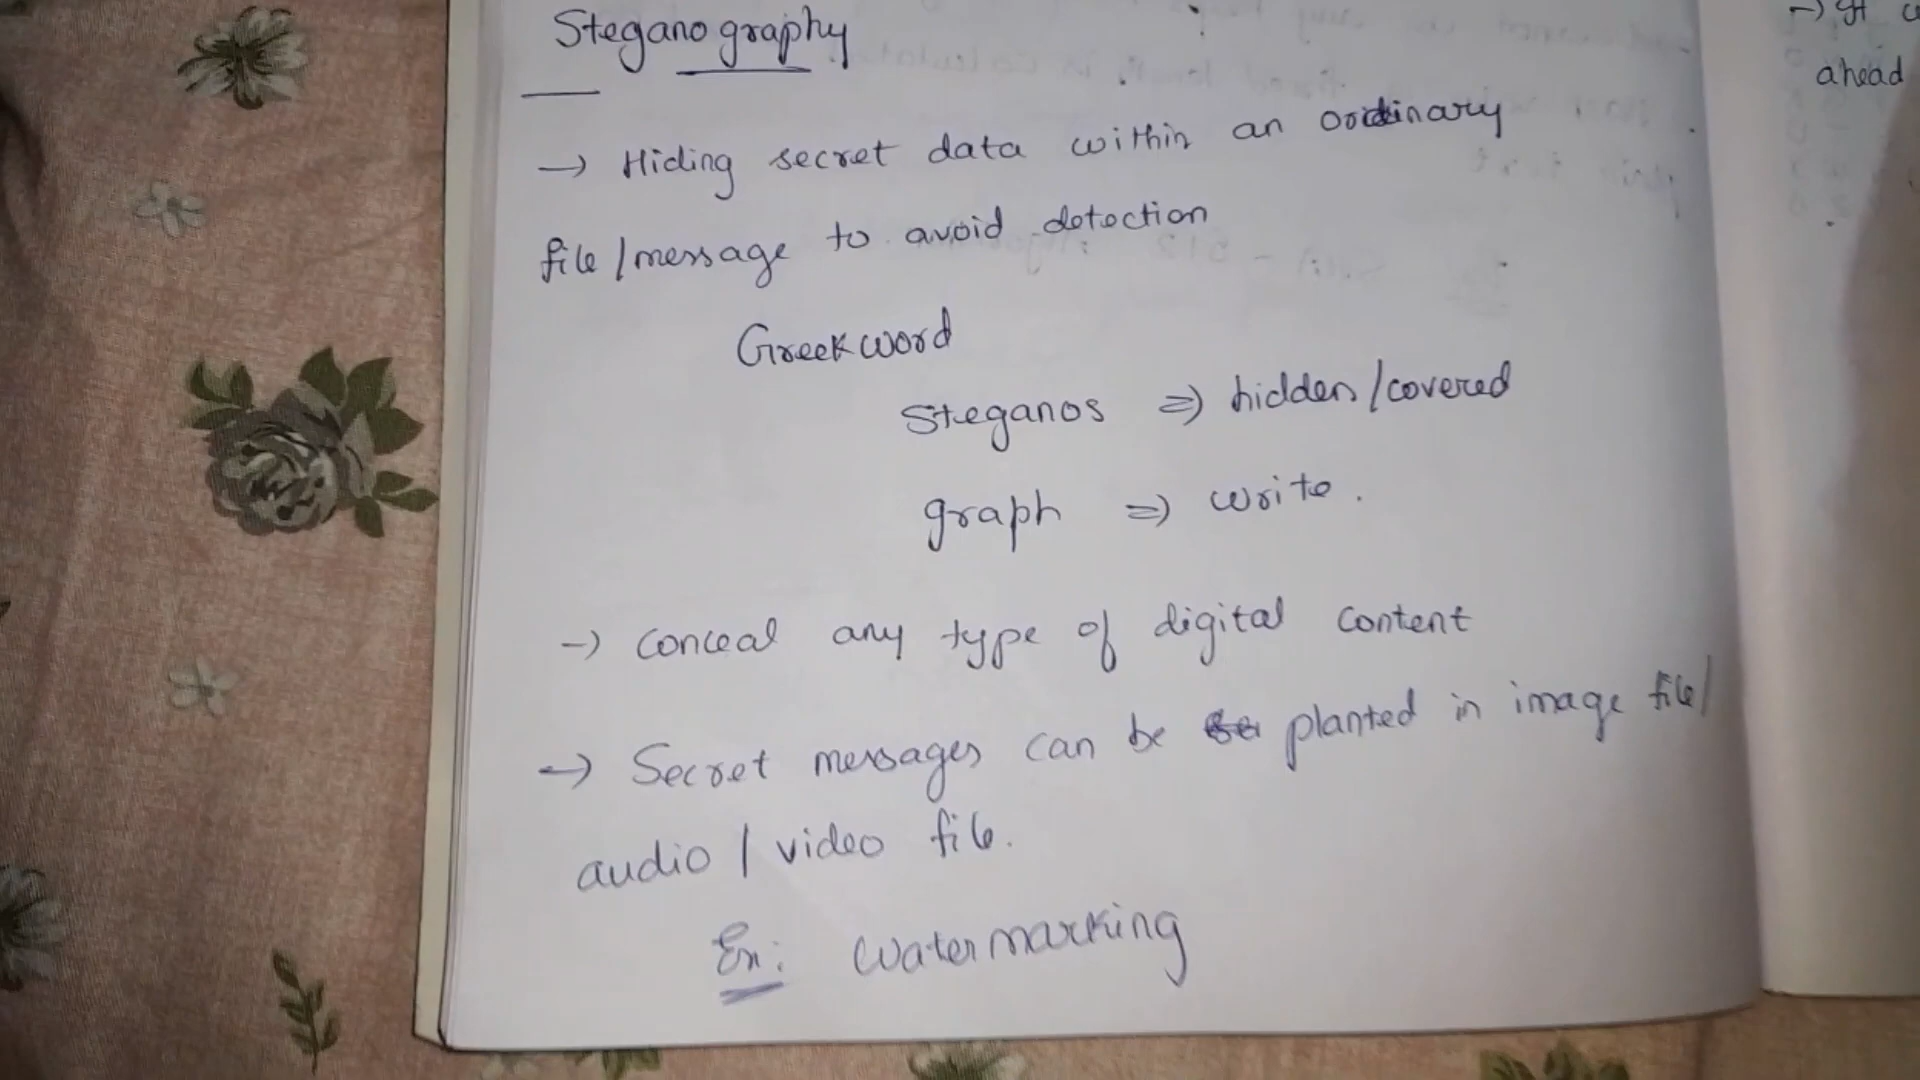 Steganography
→ Hiding secret data within an ordinary
file/message to avoid detection
Greek word
Steganos ⇒ hidden/covered
graph ⇒ write.
→ Conceal any type of digital content
→ Secret messages can be planted in image file/
audio / video file.
Ex: Watermarking
ahead